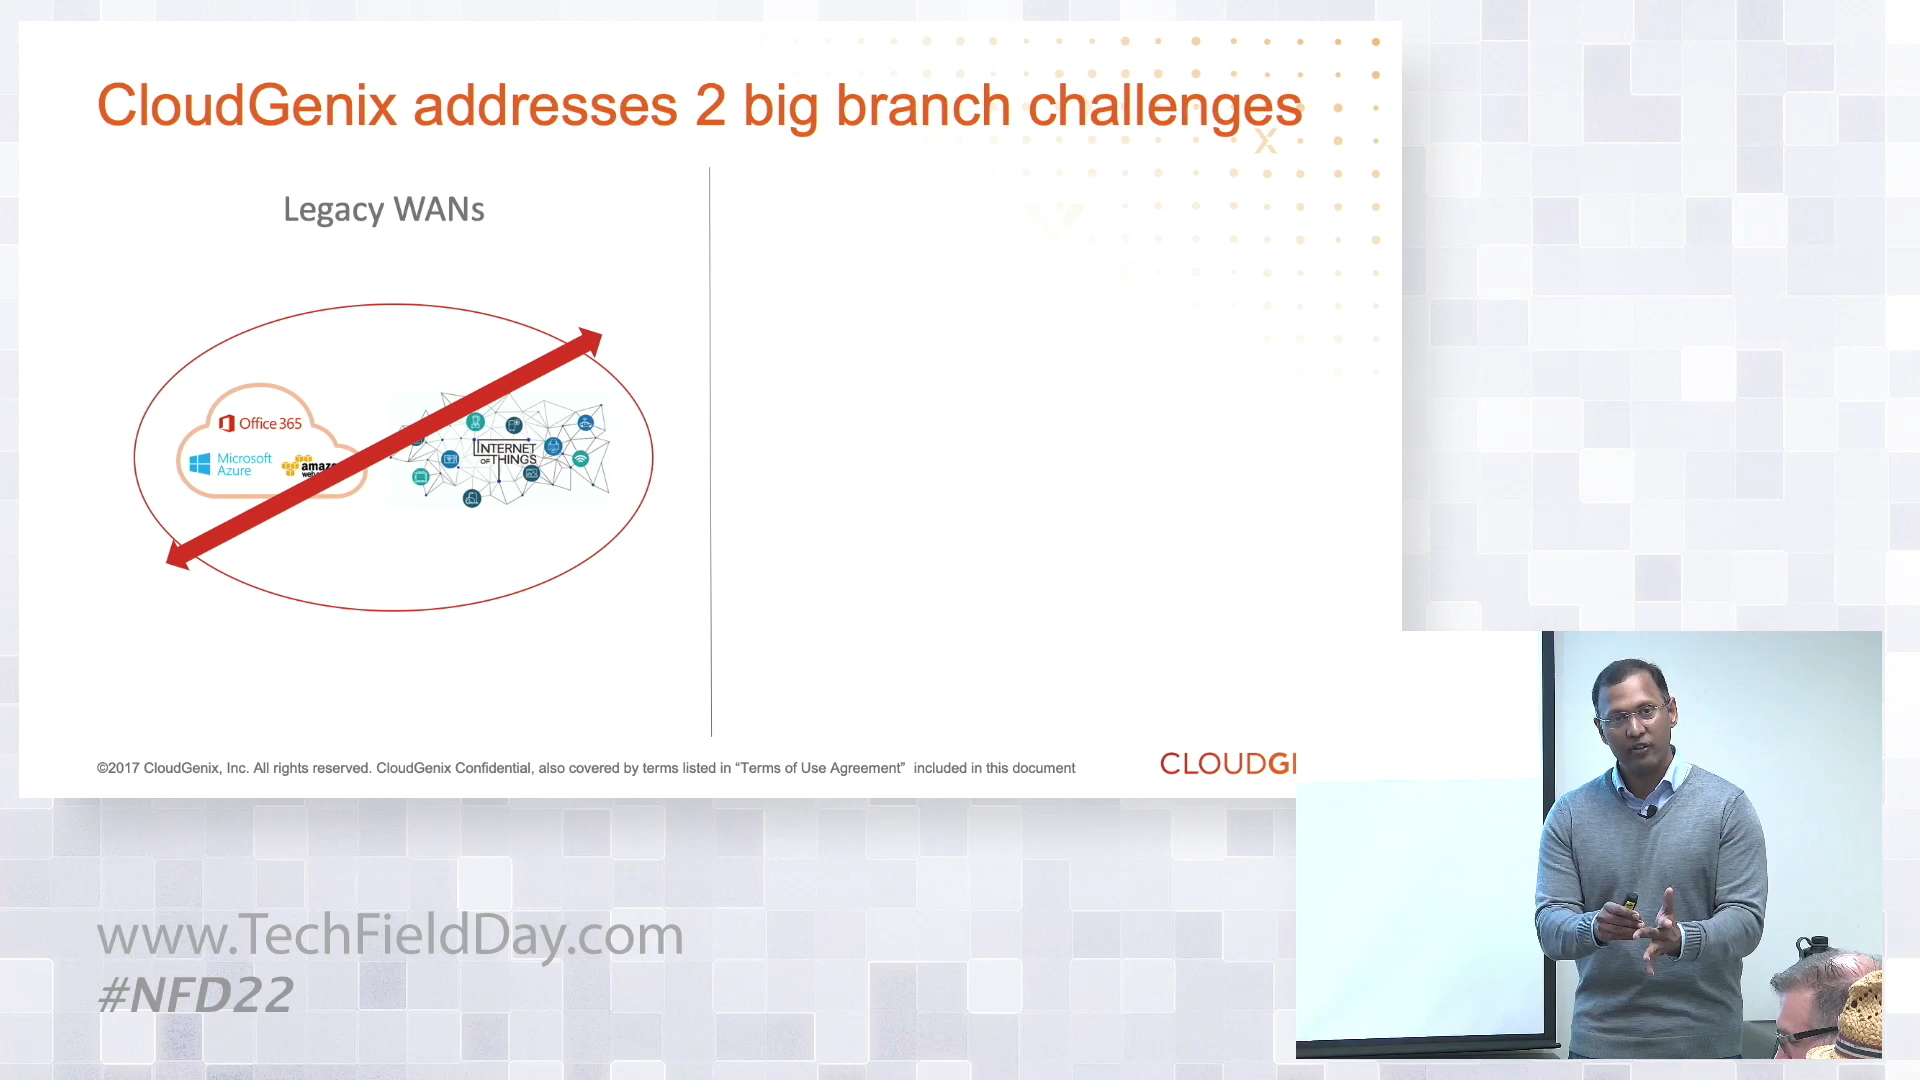 CloudGenix addresses 2 big branch challenges
Legacy WANs
Office 365
Microsoft
Azure
INTERNET
OF THINGS
©2017 CloudGenix, Inc. All rights reserved. CloudGenix Confidential, also covered by terms listed in “Terms of Use Agreement” included in this document
CLOUDG
www.TechFieldDay.com
#NFD22